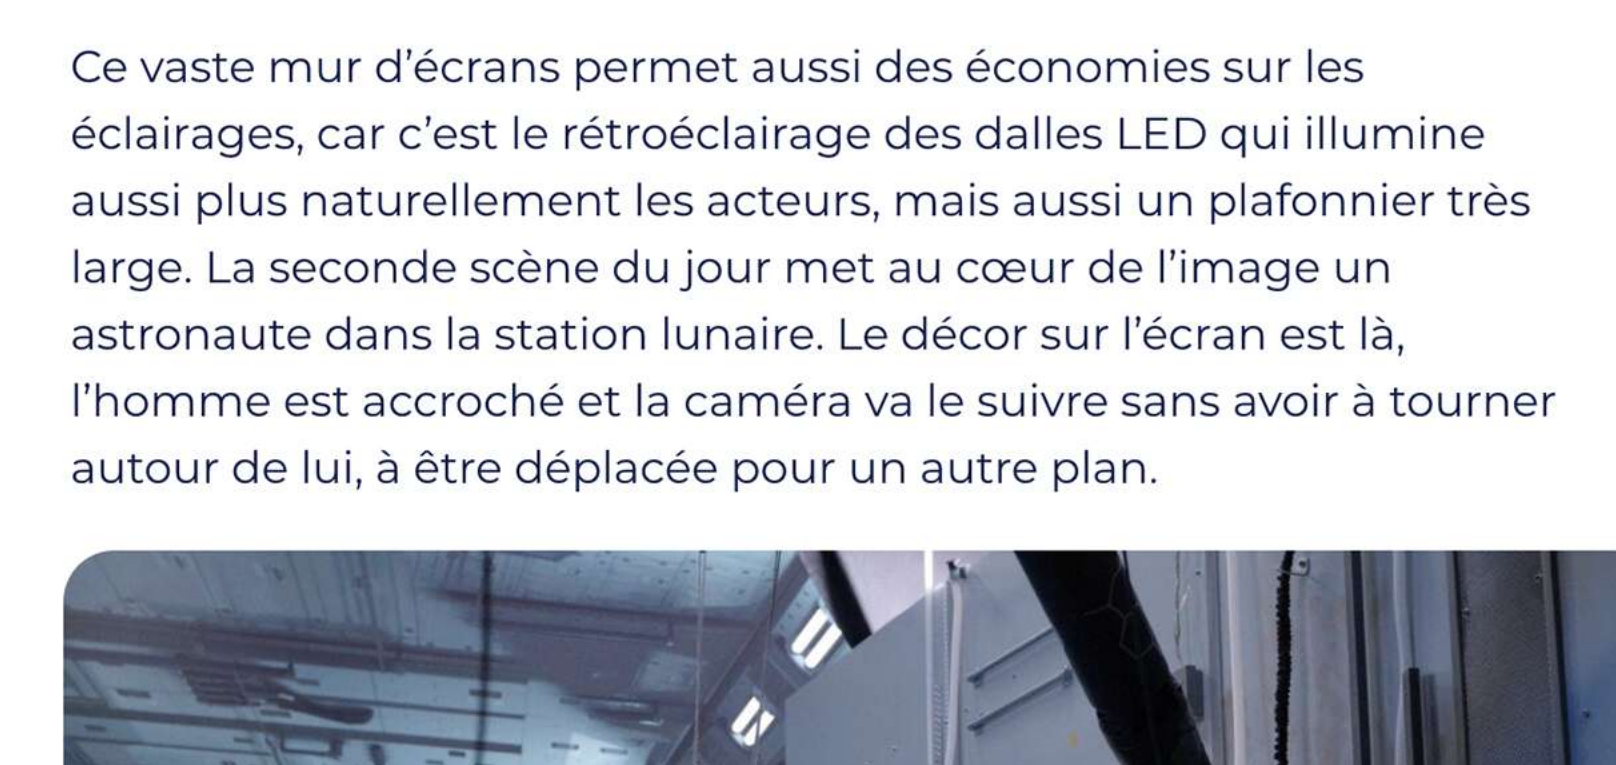 Ce vaste mur d’écrans permet aussi des économies sur les
éclairages, car c’est le rétroéclairage des dalles LED qui illumine
aussi plus naturellement les acteurs, mais aussi un plafonnier très
large. La seconde scène du jour met au cœur de l’image un
astronaute dans la station lunaire. Le décor sur l’écran est là,
l’homme est accroché et la caméra va le suivre sans avoir à tourner
autour de lui, à être déplacée pour un autre plan.